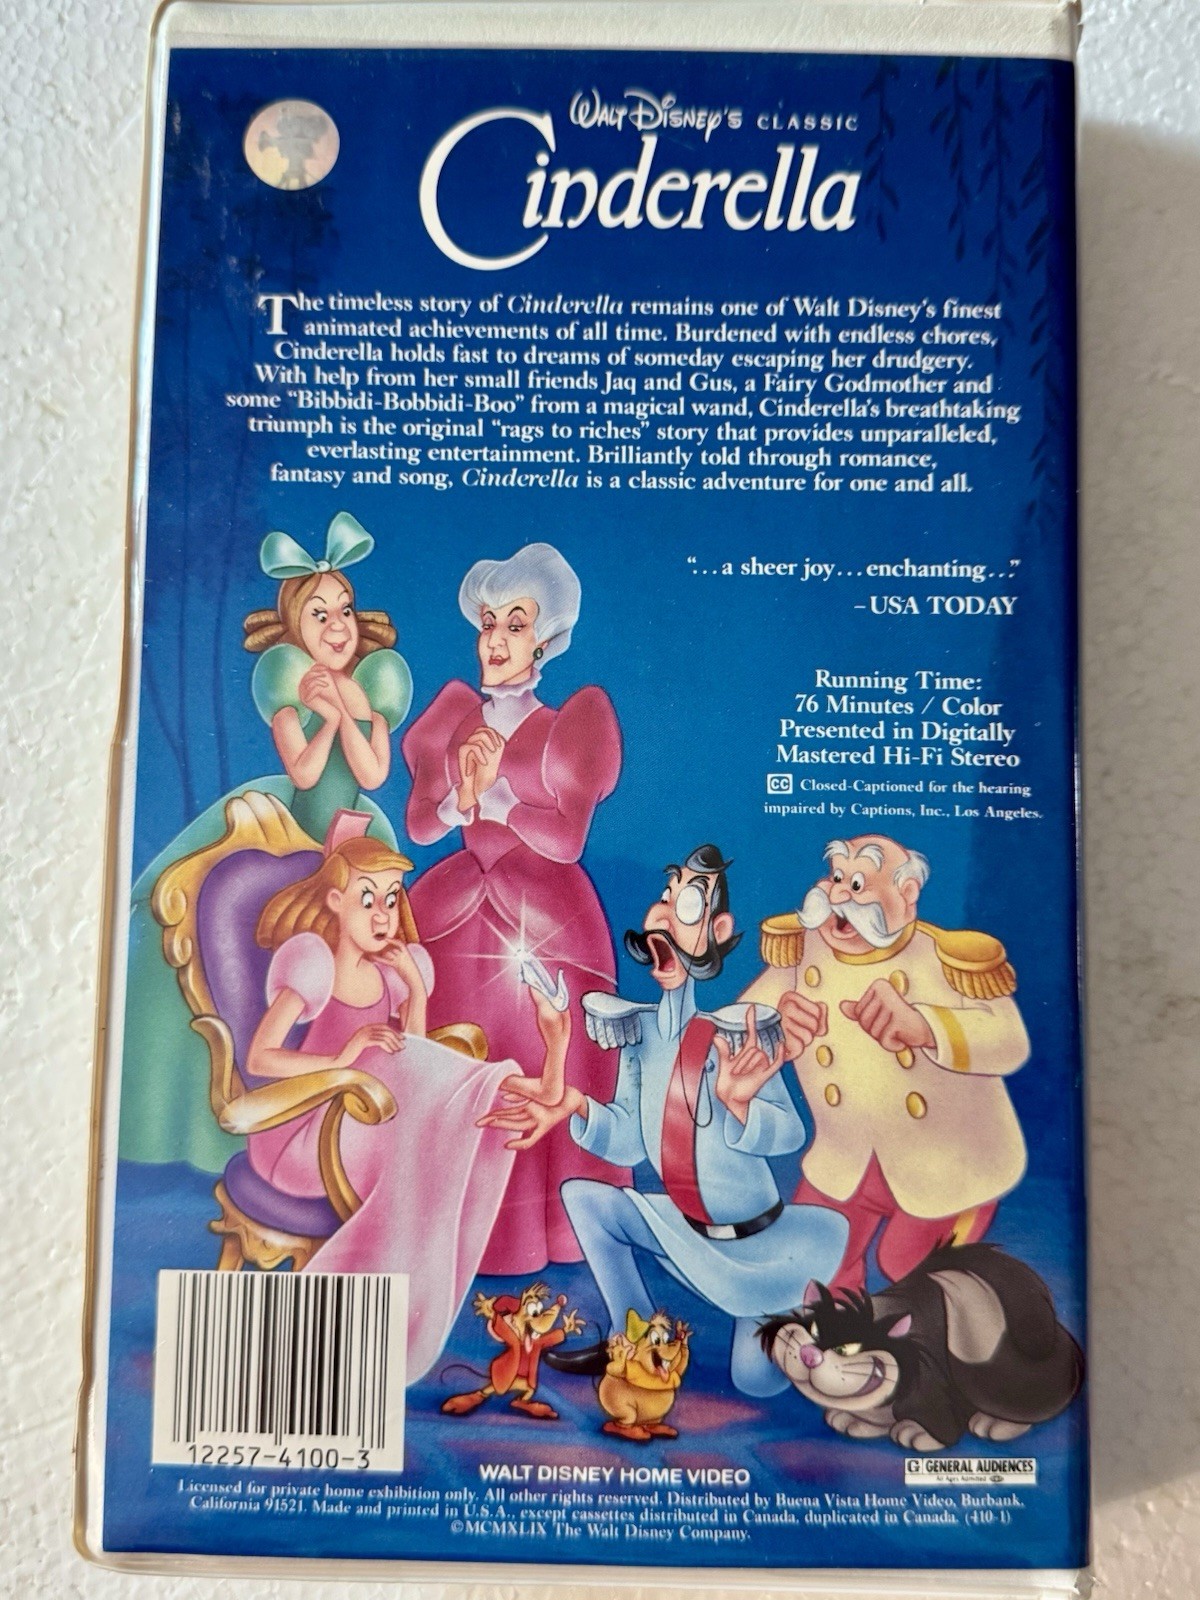 Walt Disney's CLASSIC
Cinderella
The timeless story of Cinderella remains one of Walt Disney's finest
animated achievements of all time. Burdened with endless chores,
Cinderella holds fast to dreams of someday escaping her drudgery.
With help from her small friends Jaq and Gus, a Fairy Godmother and
some "Bibbidi-Bobbidi-Boo" from a magical wand, Cinderella's breathtaking
triumph is the original "rags to riches" story that provides unparalleled,
everlasting entertainment. Brilliantly told through romance,
fantasy and song, Cinderella is a classic adventure for one and all.
"...a sheer joy...enchanting..."
–USA TODAY
Running Time:
76 Minutes / Color
Presented in Digitally
Mastered Hi-Fi Stereo
CC Closed-Captioned for the hearing
impaired by Captions, Inc., Los Angeles.
12257-4100-3
WALT DISNEY HOME VIDEO
G GENERAL AUDIENCES
All Ages Admitted
Licensed for private home exhibition only. All other rights reserved. Distributed by Buena Vista Home Video, Burbank,
California 91521. Made and printed in U.S.A., except cassettes distributed in Canada, duplicated in Canada. (410-1)
©MCMXLIX The Walt Disney Company.